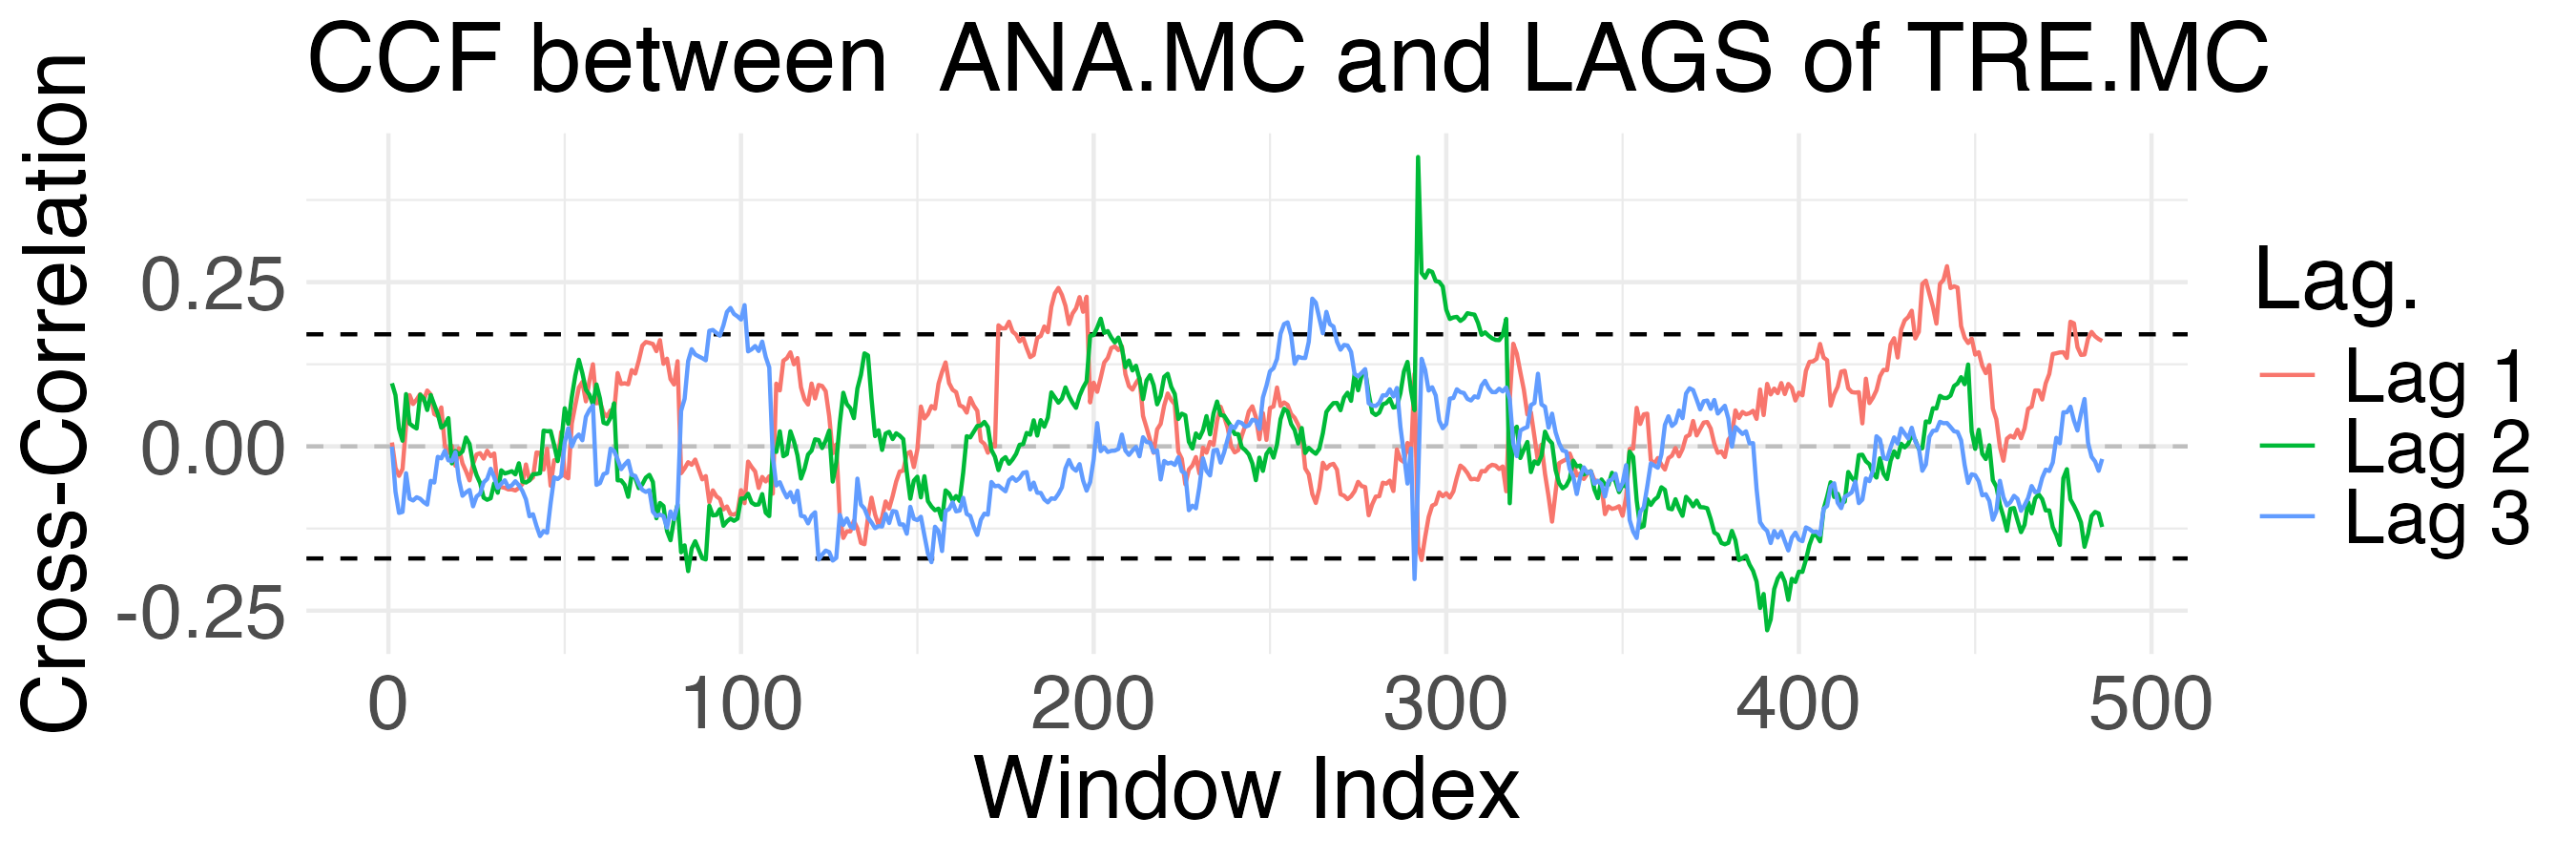 CCF between  ANA.MC and LAGS of TRE.MC
Cross-Correlation
0.25
0.00
-0.25
0 100 200 300 400 500
Window Index
Lag.
Lag 1
Lag 2
Lag 3